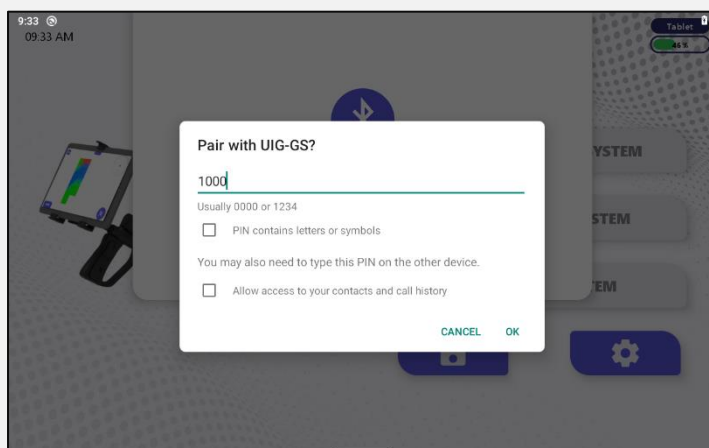 9:33
09:33 AM
Tablet
46 %
Pair with UIG-GS?
1000
Usually 0000 or 1234
PIN contains letters or symbols
You may also need to type this PIN on the other device.
Allow access to your contacts and call history
CANCEL OK
YSTEM
STEM
EM